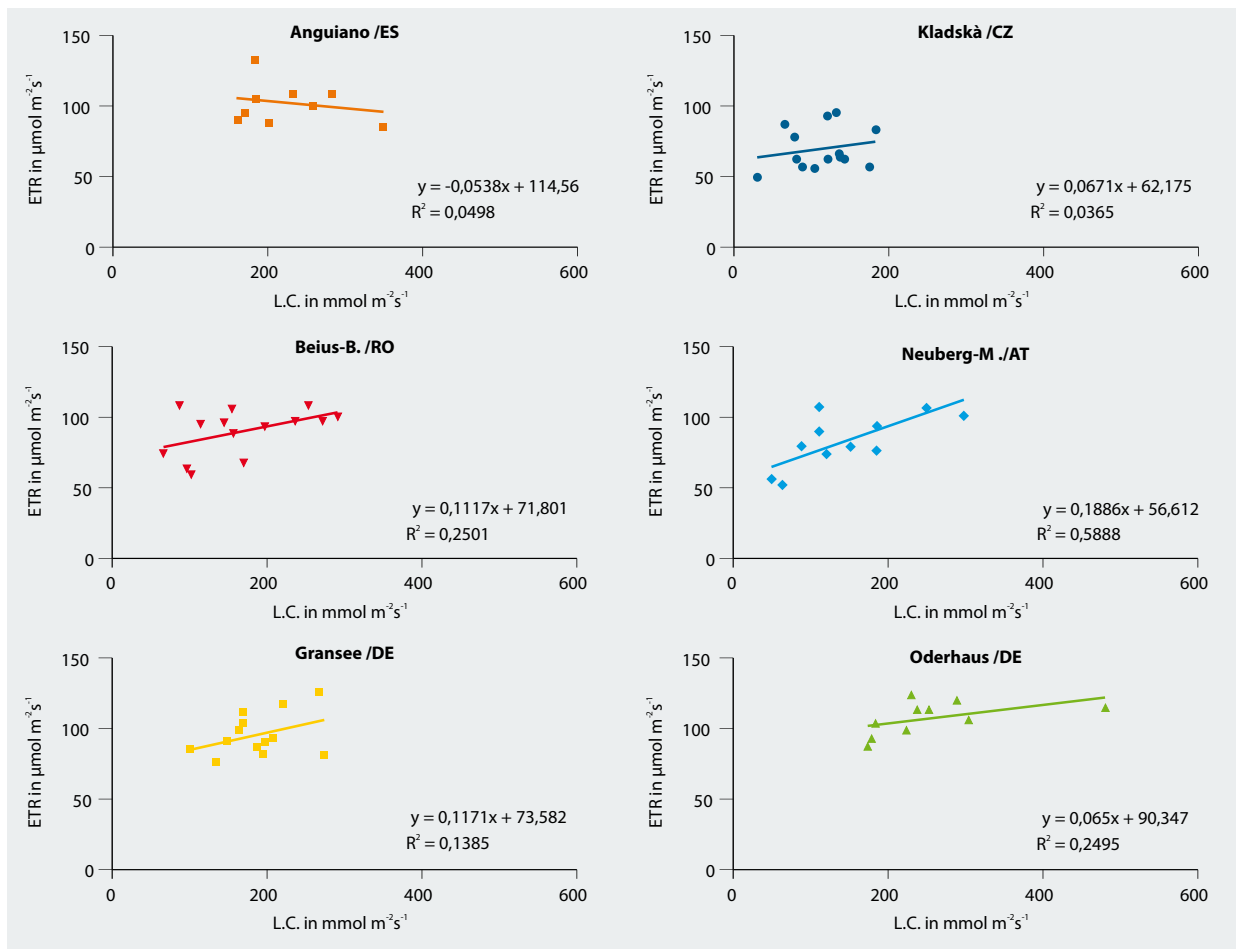 Anguiano /ES
150
100
50
0
ETR in µmol m⁻²s⁻¹
y = -0,0538x + 114,56
R² = 0,0498
0 200 400 600
L.C. in mmol m⁻²s⁻¹
Kladskà /CZ
150
100
50
0
ETR in µmol m⁻²s⁻¹
y = 0,0671x + 62,175
R² = 0,0365
0 200 400 600
L.C. in mmol m⁻²s⁻¹
Beius-B. /RO
150
100
50
0
ETR in µmol m⁻²s⁻¹
y = 0,1117x + 71,801
R² = 0,2501
0 200 400 600
L.C. in mmol m⁻²s⁻¹
Neuberg-M ./AT
150
100
50
0
ETR in µmol m⁻²s⁻¹
y = 0,1886x + 56,612
R² = 0,5888
0 200 400 600
L.C. in mmol m⁻²s⁻¹
Gransee /DE
150
100
50
0
ETR in µmol m⁻²s⁻¹
y = 0,1171x + 73,582
R² = 0,1385
0 200 400 600
L.C. in mmol m⁻²s⁻¹
Oderhaus /DE
150
100
50
0
ETR in µmol m⁻²s⁻¹
y = 0,065x + 90,347
R² = 0,2495
0 200 400 600
L.C. in mmol m⁻²s⁻¹